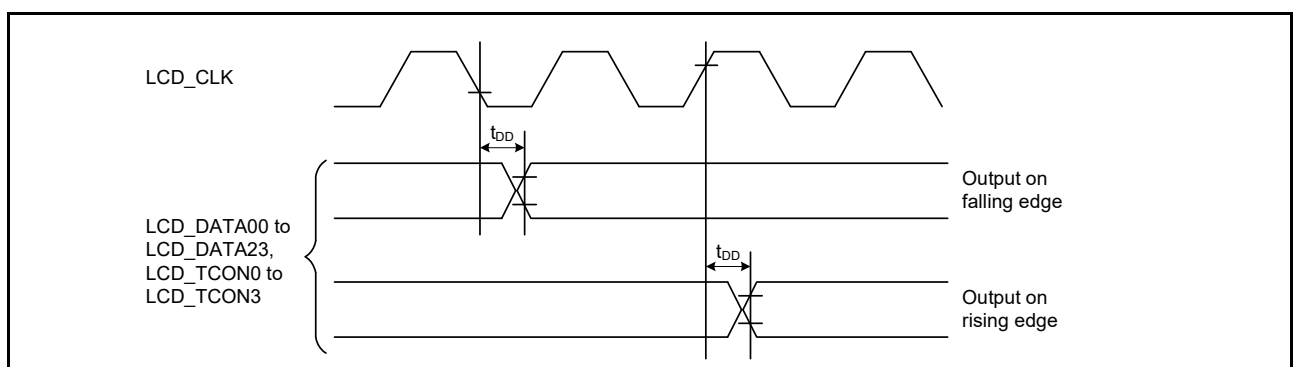 LCD_CLK
tDD
LCD_DATA00 to
LCD_DATA23,
LCD_TCON0 to
LCD_TCON3
Output on
falling edge
tDD
Output on
rising edge